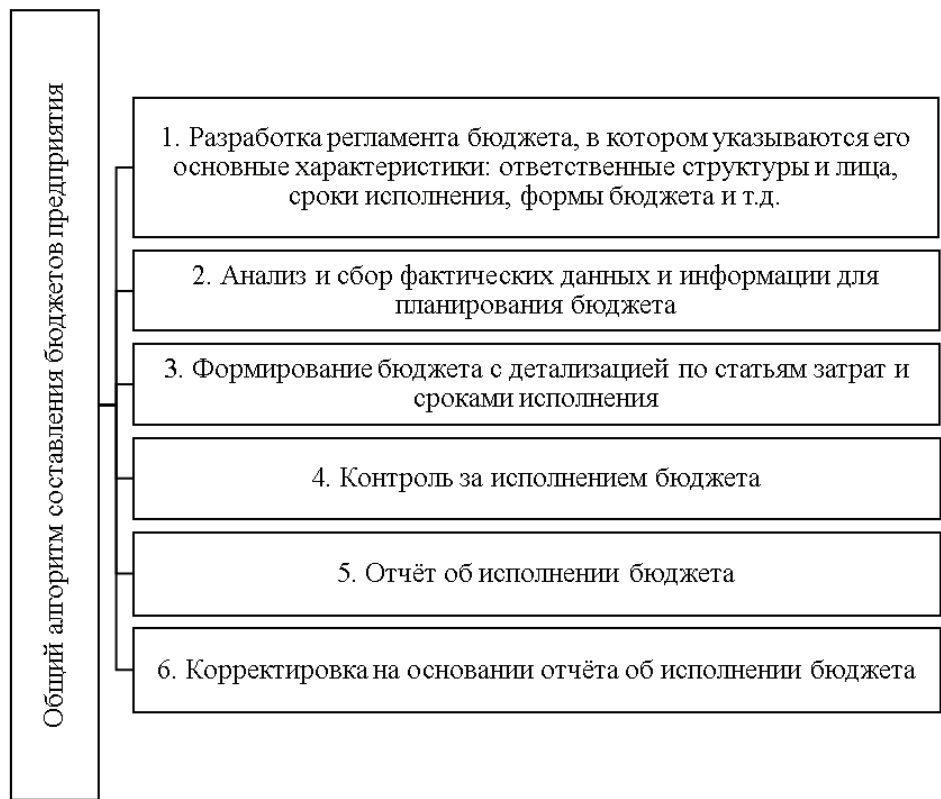 Общий алгоритм составления бюджетов предприятия
1. Разработка регламента бюджета, в котором указываются его
основные характеристики: ответственные структуры и лица,
сроки исполнения, формы бюджета и т.д.
2. Анализ и сбор фактических данных и информации для
планирования бюджета
3. Формирование бюджета с детализацией по статьям затрат и
сроками исполнения
4. Контроль за исполнением бюджета
5. Отчёт об исполнении бюджета
6. Корректировка на основании отчёта об исполнении бюджета